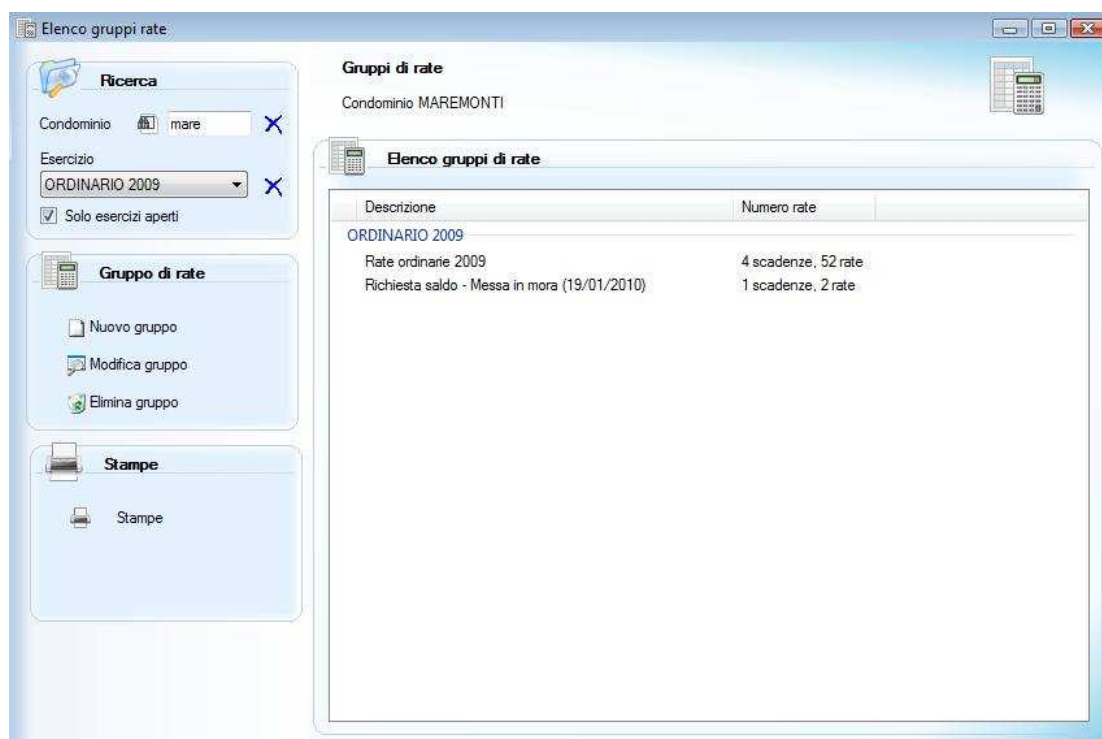 Elenco gruppi rate
Ricerca
Condominio mare
Esercizio
ORDINARIO 2009
Solo esercizi aperti
Gruppo di rate
Nuovo gruppo
Modifica gruppo
Elimina gruppo
Stampe
Stampe
Gruppi di rate
Condominio MAREMONTI
Elenco gruppi di rate
Descrizione Numero rate
ORDINARIO 2009
Rate ordinarie 2009 4 scadenze, 52 rate
Richiesta saldo - Messa in mora (19/01/2010) 1 scadenze, 2 rate